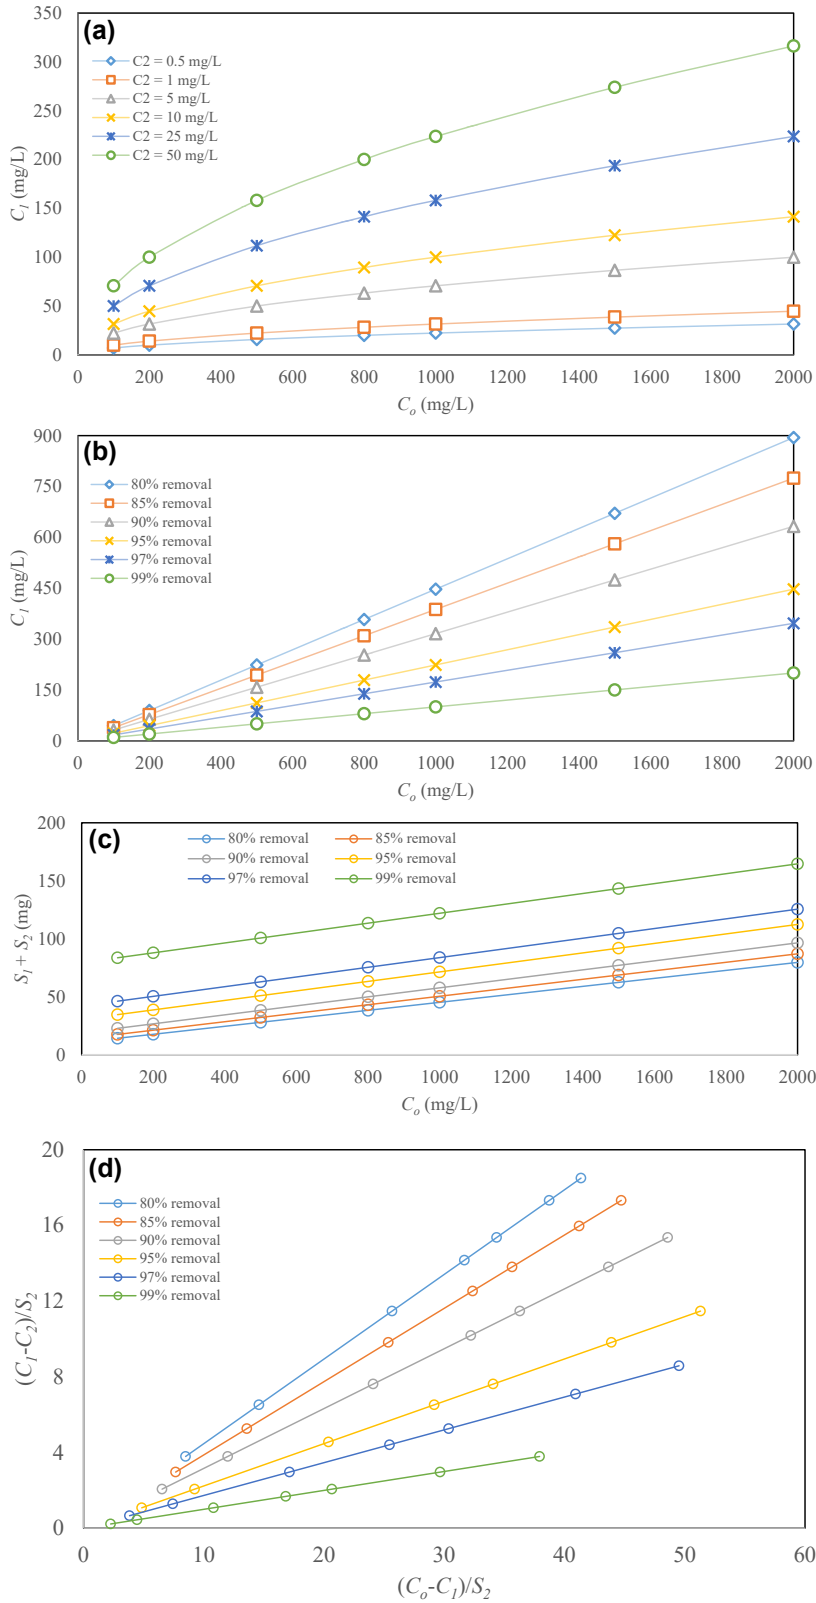 (a)
C2 = 0.5 mg/L
C2 = 1 mg/L
C2 = 5 mg/L
C2 = 10 mg/L
C2 = 25 mg/L
C2 = 50 mg/L
350
300
250
200
150
100
50
0
C1 (mg/L)
0 200 400 600 800 1000 1200 1400 1600 1800 2000
Co (mg/L)
(b)
80% removal
85% removal
90% removal
95% removal
97% removal
99% removal
900
750
600
450
300
150
0
C1 (mg/L)
0 200 400 600 800 1000 1200 1400 1600 1800 2000
Co (mg/L)
(c)
80% removal 85% removal
90% removal 95% removal
97% removal 99% removal
200
150
100
50
0
S1 + S2 (mg)
0 200 400 600 800 1000 1200 1400 1600 1800 2000
Co (mg/L)
(d)
80% removal
85% removal
90% removal
95% removal
97% removal
99% removal
20
16
12
8
4
0
(C1-C2)/S2
0 10 20 30 40 50 60
(Co-C1)/S2